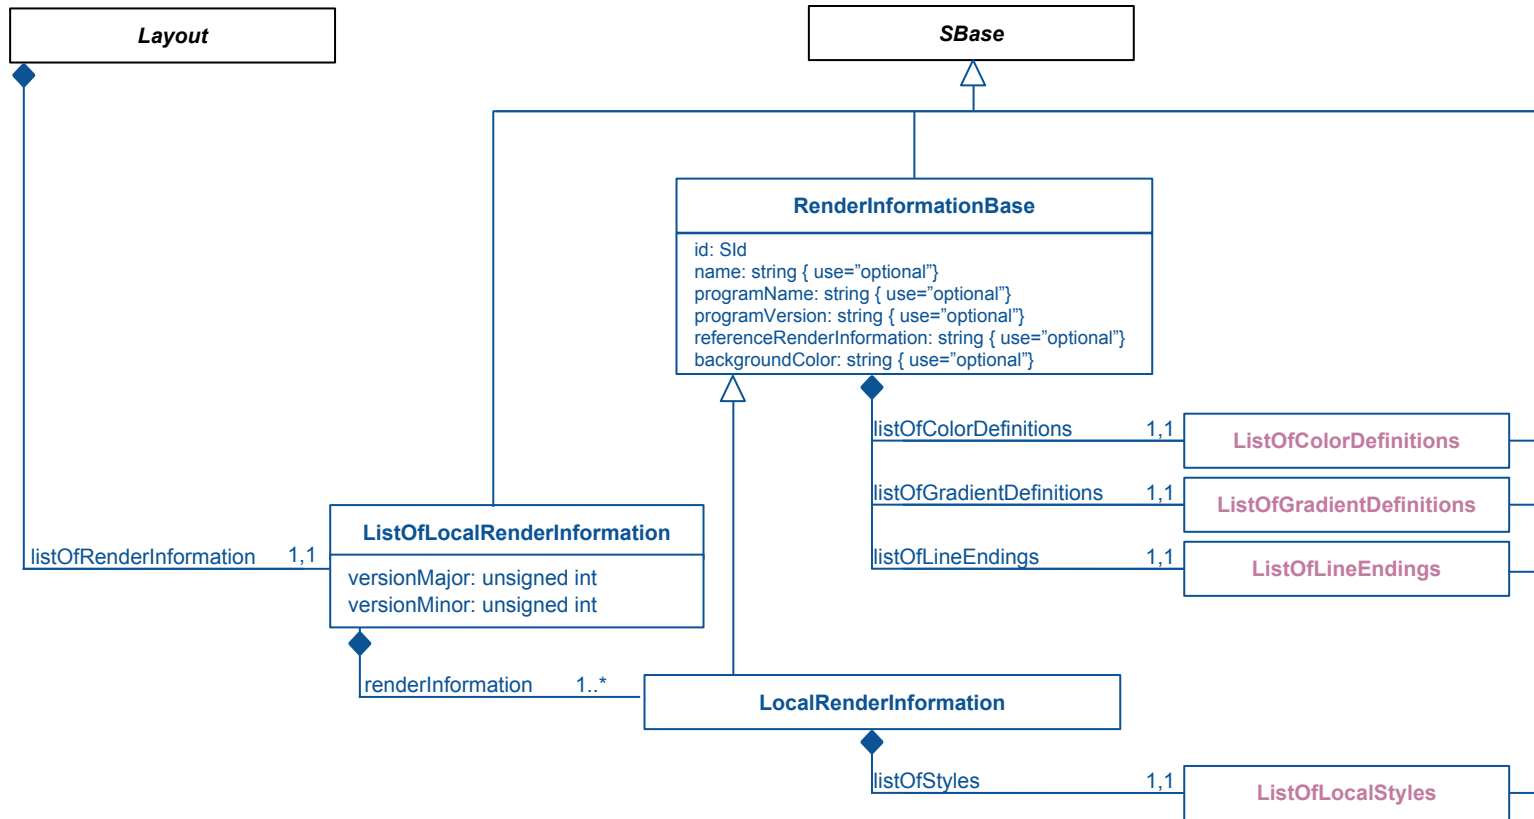 Layout
SBase
RenderInformationBase
id: SId
name: string { use=”optional”}
programName: string { use=”optional”}
programVersion: string { use=”optional”}
referenceRenderInformation: string { use=”optional”}
backgroundColor: string { use=”optional”}
listOfColorDefinitions 1,1
ListOfColorDefinitions
listOfGradientDefinitions 1,1
ListOfGradientDefinitions
listOfLineEndings 1,1
ListOfLineEndings
listOfRenderInformation 1,1
ListOfLocalRenderInformation
versionMajor: unsigned int
versionMinor: unsigned int
renderInformation 1..*
LocalRenderInformation
listOfStyles 1,1
ListOfLocalStyles